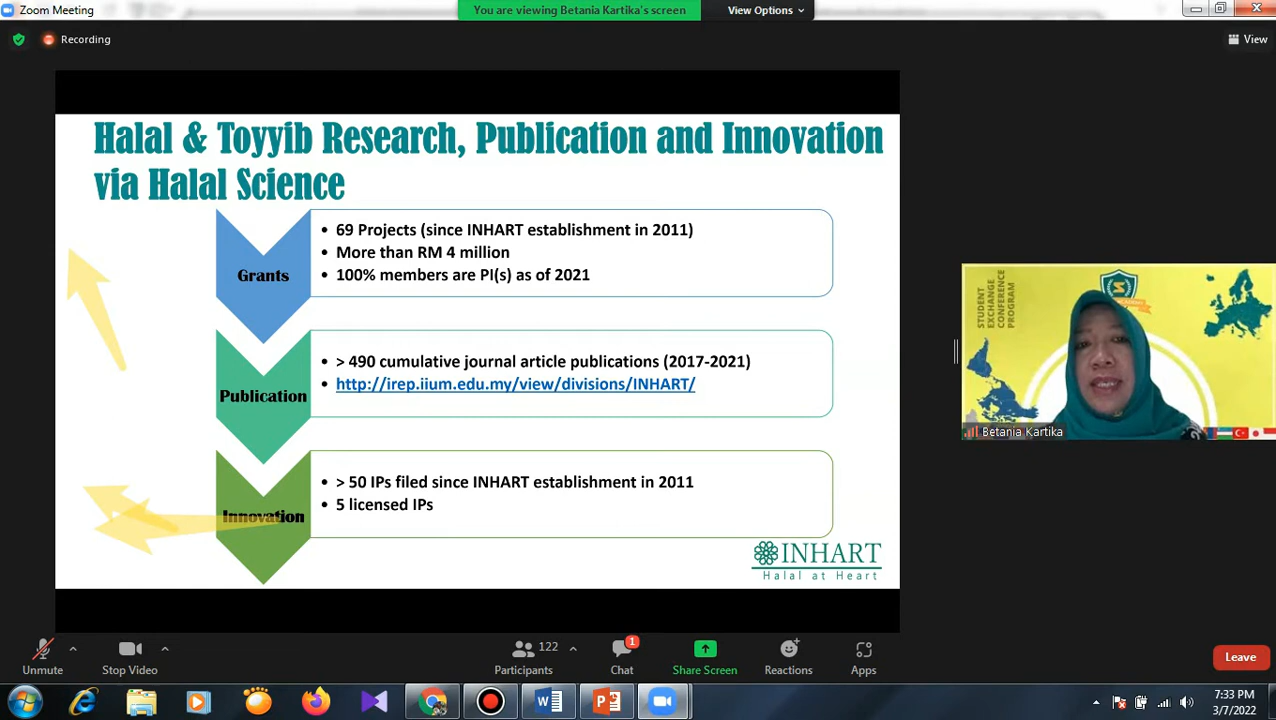 Zoom Meeting
You are viewing Betania Kartika's screen
View Options
Recording
View
Halal & Toyyib Research, Publication and Innovation
via Halal Science
Grants
• 69 Projects (since INHART establishment in 2011)
• More than RM 4 million
• 100% members are PI(s) as of 2021
Publication
• > 490 cumulative journal article publications (2017-2021)
• http://irep.iium.edu.my/view/divisions/INHART/
Innovation
• > 50 IPs filed since INHART establishment in 2011
• 5 licensed IPs
INHART
Halal at Heart
STUDENT
EXCHANGE
CONFERENCE
PROGRAM
Betania Kartika
Unmute
Stop Video
122
Participants
1
Chat
Share Screen
Reactions
Apps
Leave
7:33 PM
3/7/2022